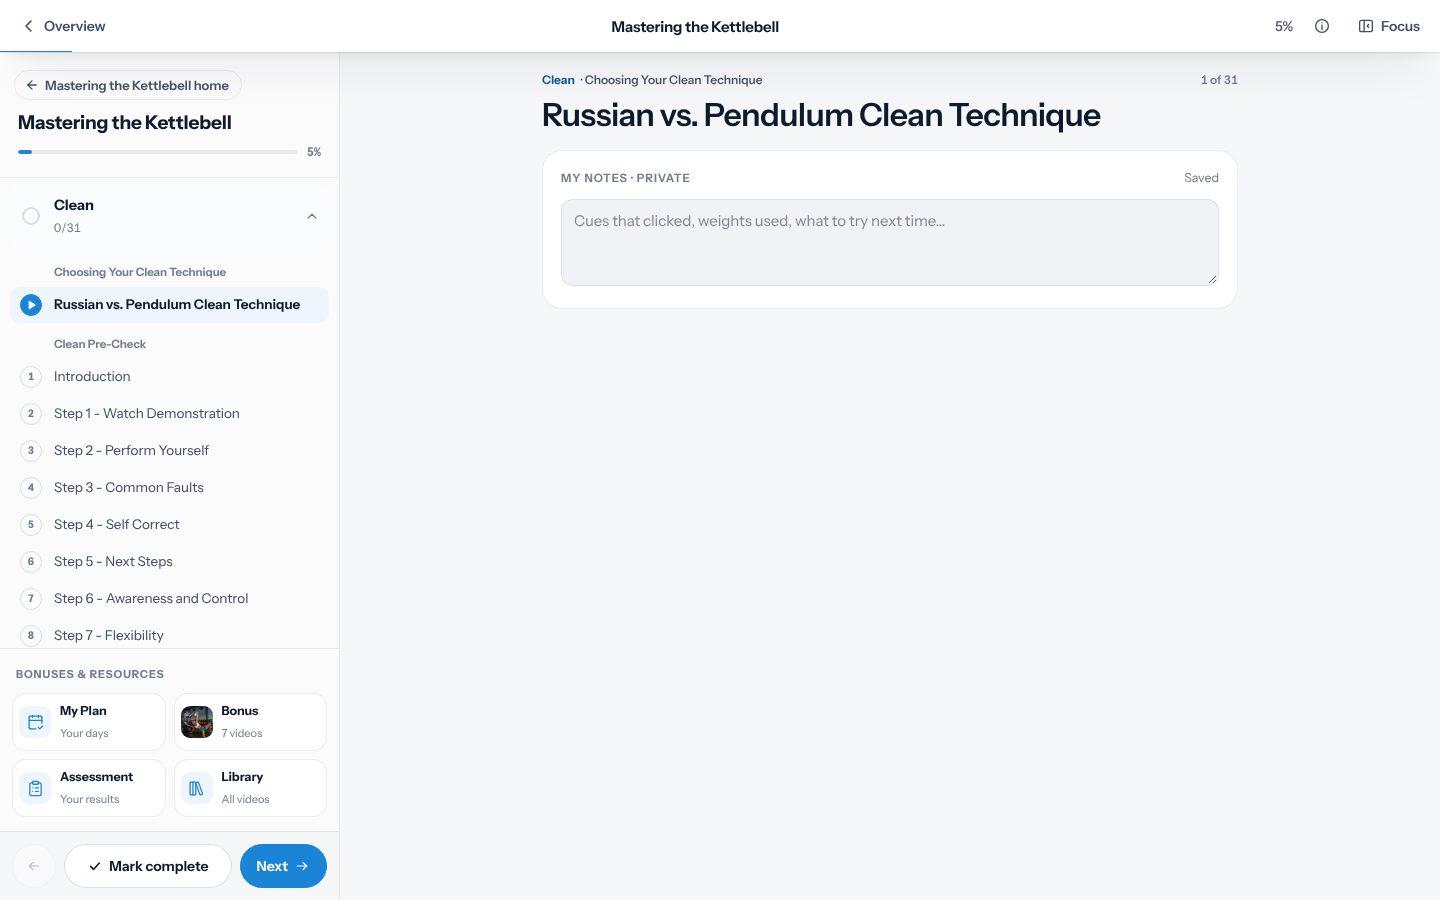 Overview
Mastering the Kettlebell
5%
Focus
Mastering the Kettlebell home
Mastering the Kettlebell
5%
Clean
0/31
Choosing Your Clean Technique
Russian vs. Pendulum Clean Technique
Clean Pre-Check
1 Introduction
2 Step 1 - Watch Demonstration
3 Step 2 - Perform Yourself
4 Step 3 - Common Faults
5 Step 4 - Self Correct
6 Step 5 - Next Steps
7 Step 6 - Awareness and Control
8 Step 7 - Flexibility
BONUSES & RESOURCES
My Plan
Your days
Bonus
7 videos
Assessment
Your results
Library
All videos
Mark complete
Next
Clean · Choosing Your Clean Technique
1 of 31
Russian vs. Pendulum Clean Technique
MY NOTES · PRIVATE
Saved
Cues that clicked, weights used, what to try next time...